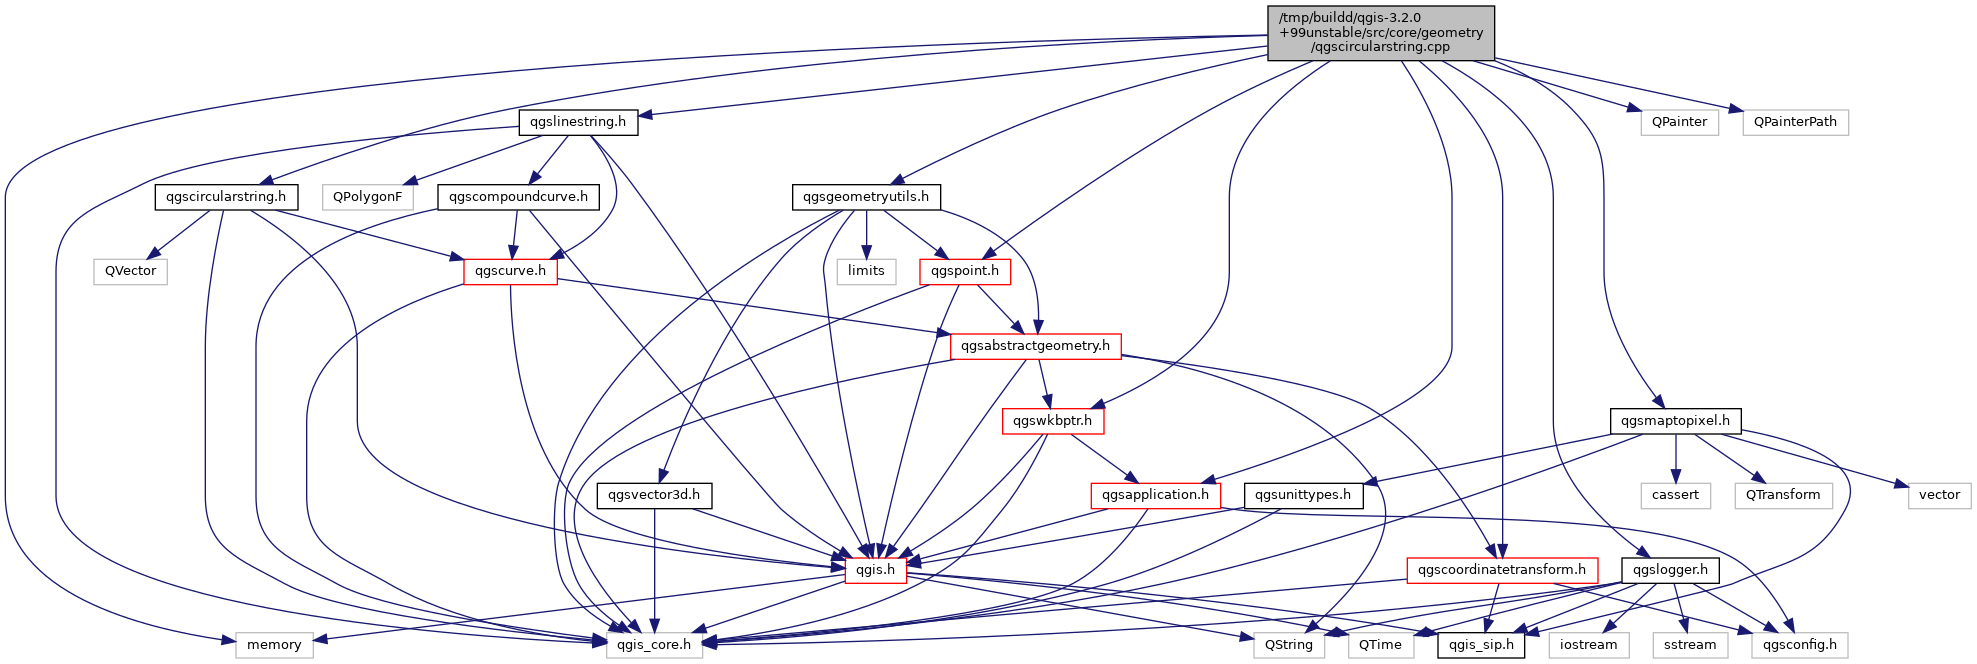 /tmp/buildd/qgis-3.2.0
+99unstable/src/core/geometry
/qgscircularstring.cpp
qgslinestring.h
QPainter
QPainterPath
qgscircularstring.h
QPolygonF
qgscompoundcurve.h
qgsgeometryutils.h
QVector
qgscurve.h
limits
qgspoint.h
qgsabstractgeometry.h
qgswkbptr.h
qgsmaptopixel.h
qgsvector3d.h
qgsapplication.h
qgsunittypes.h
cassert
QTransform
vector
qgis.h
qgscoordinatetransform.h
qgslogger.h
memory
qgis_core.h
QString
QTime
qgis_sip.h
iostream
sstream
qgsconfig.h